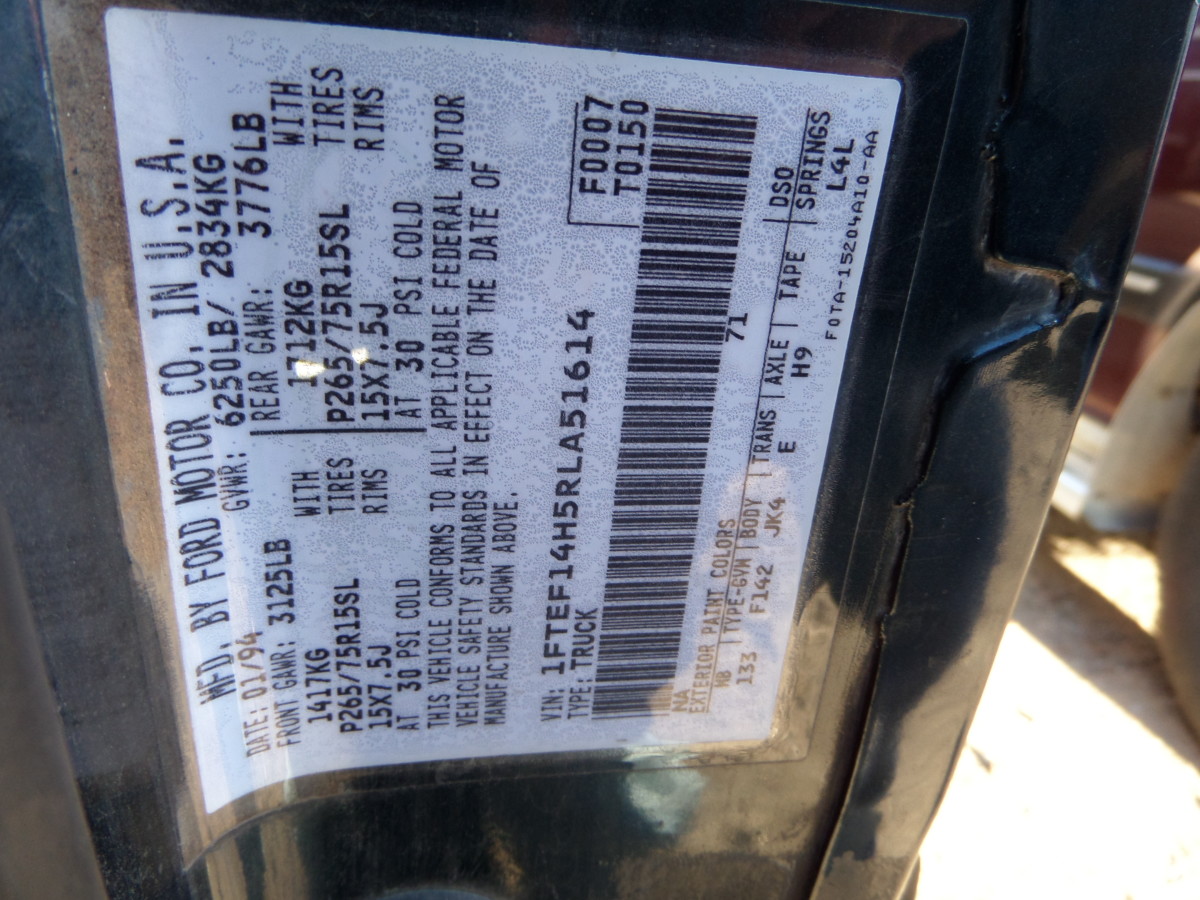 MFD. BY FORD MOTOR CO. IN U.S.A.
DATE: 01/94 GVWR: 6250LB/ 2834KG
FRONT GAWR: 3125LB REAR GAWR: 3776LB
1417KG WITH 1712KG WITH
P265/75R15SL TIRES P265/75R15SL TIRES
15X7.5J RIMS 15X7.5J RIMS
AT 30 PSI COLD AT 30 PSI COLD
THIS VEHICLE CONFORMS TO ALL APPLICABLE FEDERAL MOTOR
VEHICLE SAFETY STANDARDS IN EFFECT ON THE DATE OF
MANUFACTURE SHOWN ABOVE.
VIN: 1FTEF14H5RLA51614 F0007
TYPE: TRUCK T0150
NA 71
EXTERIOR PAINT COLORS DSO
NB TYPE-GVW BODY TRANS AXLE TAPE SPRINGS
133 F142 JK4 E H9 L4L
F0TA-15204A10-AA